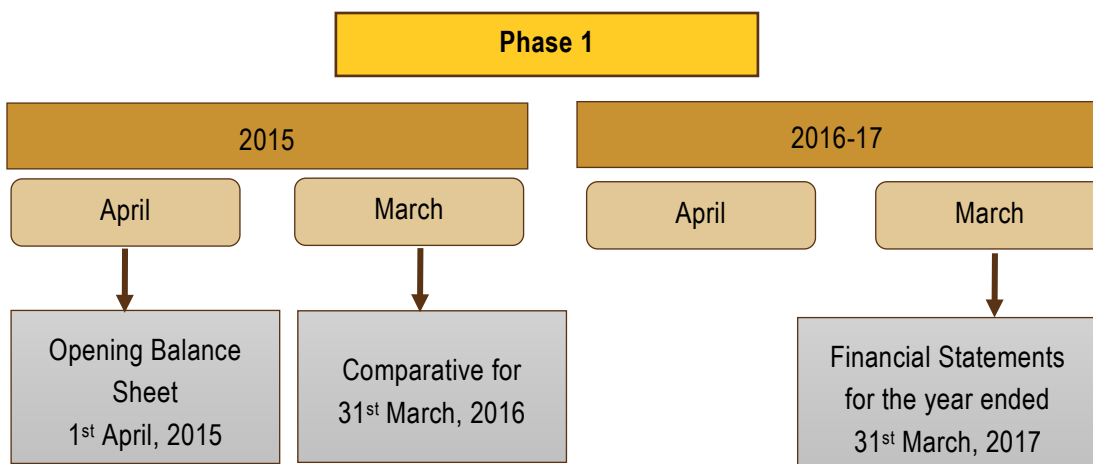 Phase 1
2015
2016-17
April
March
April
March
Opening Balance
Sheet
1st April, 2015
Comparative for
31st March, 2016
Financial Statements
for the year ended
31st March, 2017